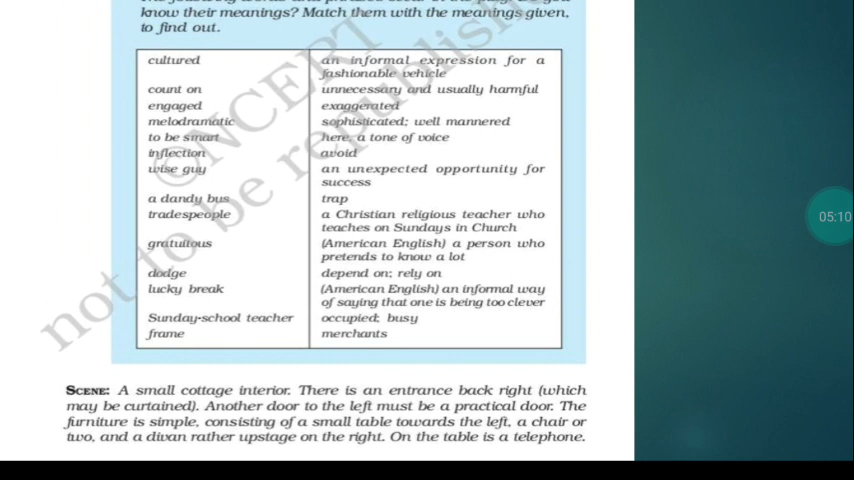 know their meanings? Match them with the meanings given,
to find out.
cultured
an informal expression for a
fashionable vehicle
count on
unnecessary and usually harmful
engaged
exaggerated
melodramatic
sophisticated; well mannered
to be smart
here, a tone of voice
inflection
avoid
wise guy
an unexpected opportunity for
success
a dandy bus
trap
tradespeople
a Christian religious teacher who
teaches on Sundays in Church
gratuitous
(American English) a person who
pretends to know a lot
dodge
depend on; rely on
lucky break
(American English) an informal way
of saying that one is being too clever
Sunday-school teacher
occupied; busy
frame
merchants
©NCERT
not to be republished
SCENE: A small cottage interior. There is an entrance back right (which
may be curtained). Another door to the left must be a practical door. The
furniture is simple, consisting of a small table towards the left, a chair or
two, and a divan rather upstage on the right. On the table is a telephone.
05:10